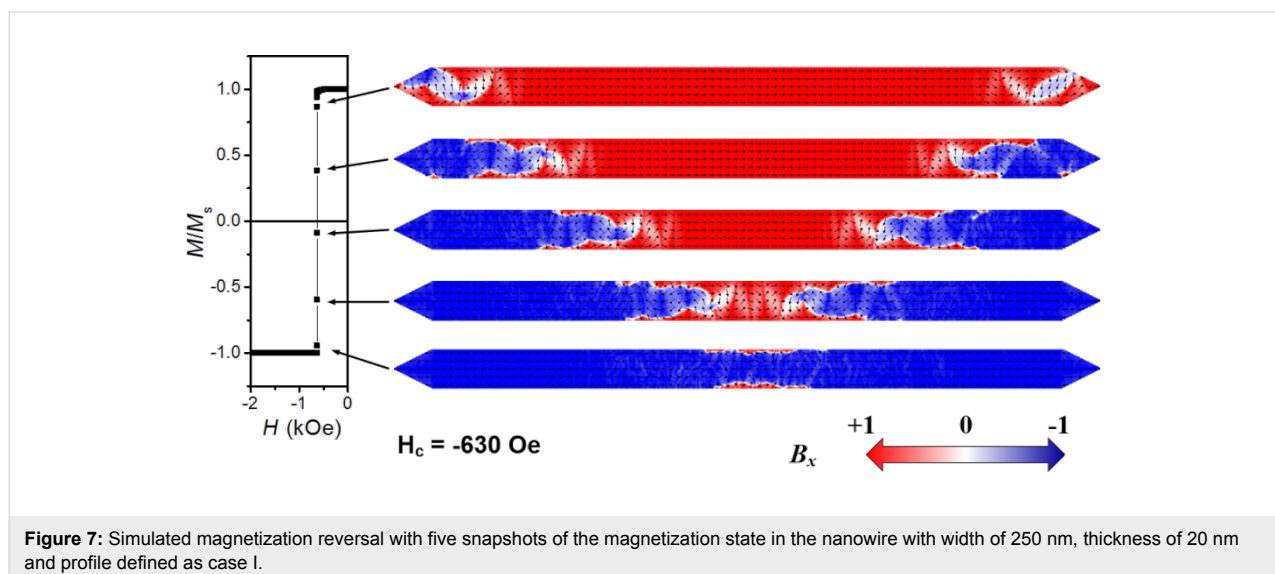 1.0
0.5
0.0
-0.5
-1.0
M/Ms
-2
-1
0
H (kOe)
Hc = -630 Oe
+1 0 -1
Bx
Figure 7: Simulated magnetization reversal with five snapshots of the magnetization state in the nanowire with width of 250 nm, thickness of 20 nm
and profile defined as case I.